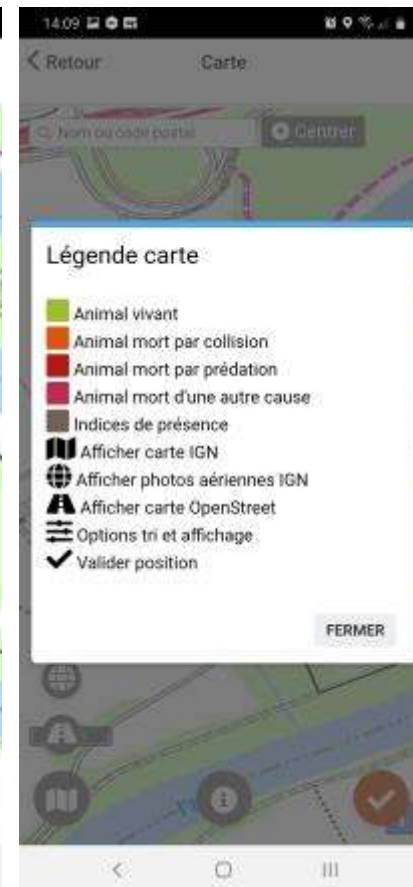 14:09
Retour
Carte
Nom ou code postal
Centrer
Légende carte
Animal vivant
Animal mort par collision
Animal mort par prédation
Animal mort d'une autre cause
Indices de présence
Afficher carte IGN
Afficher photos aériennes IGN
Afficher carte OpenStreet
Options tri et affichage
Valider position
FERMER